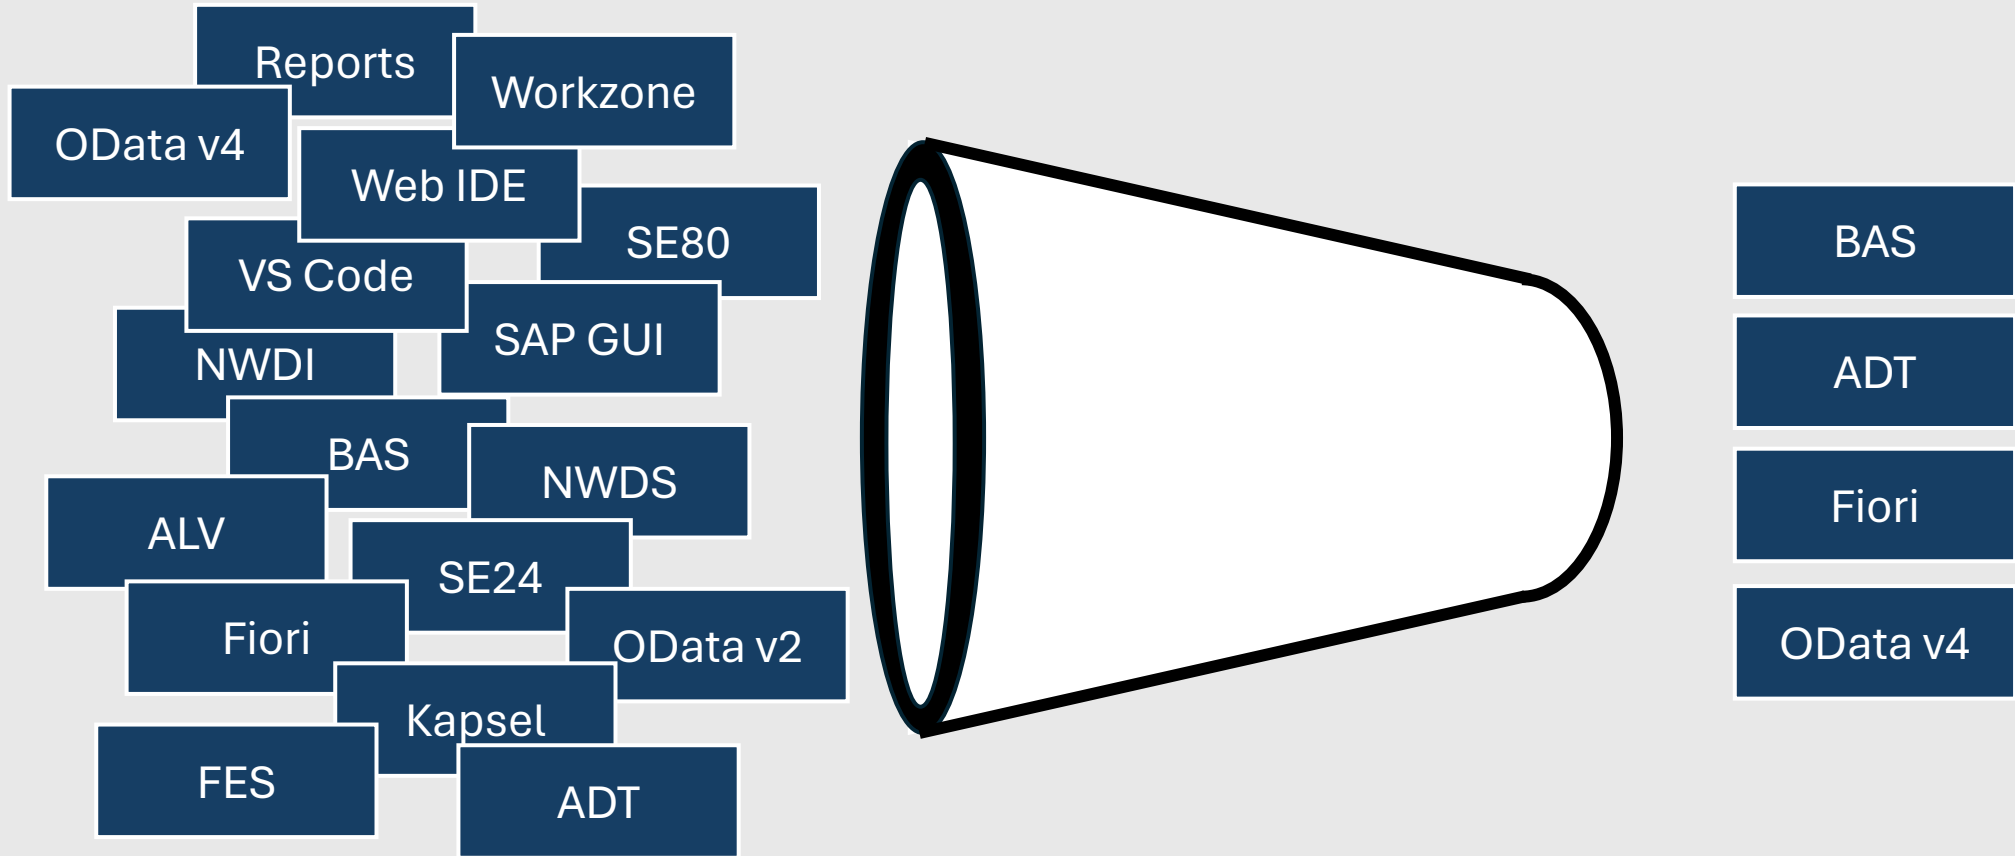 Reports
Workzone
OData v4
Web IDE
SE80
VS Code
SAP GUI
NWDI
BAS
NWDS
ALV
SE24
Fiori
OData v2
Kapsel
FES
ADT
BAS
ADT
Fiori
OData v4